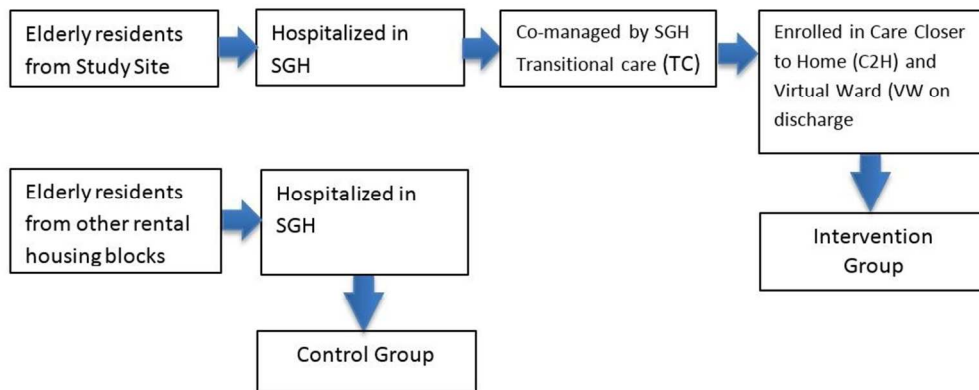 Elderly residents
from Study Site
Hospitalized in
SGH
Co-managed by SGH
Transitional care (TC)
Enrolled in Care Closer
to Home (C2H) and
Virtual Ward (VW on
discharge
Elderly residents
from other rental
housing blocks
Hospitalized in
SGH
Intervention
Group
Control Group